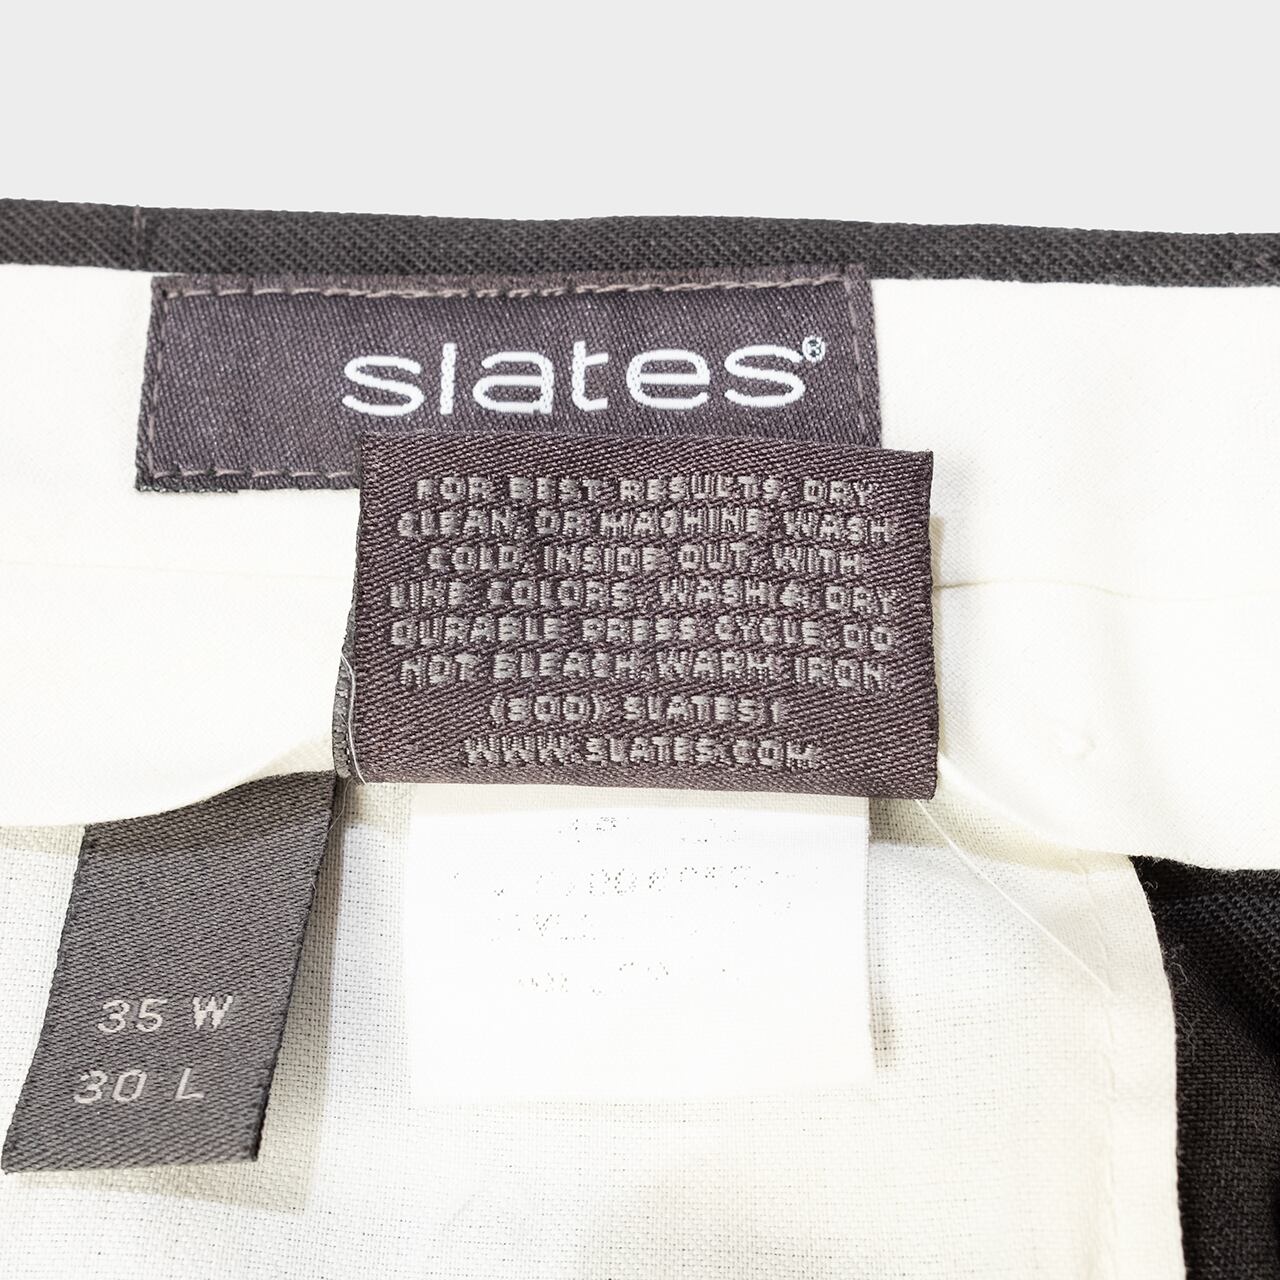 slates®
FOR BEST RESULTS, DRY
CLEAN, OR MACHINE WASH
COLD, INSIDE OUT, WITH
LIKE COLORS, WASH & DRY
DURABLE PRESS CYCLE. DO
NOT BLEACH. WARM IRON.
(800) SLATES1
WWW.SLATES.COM
35 W
30 L